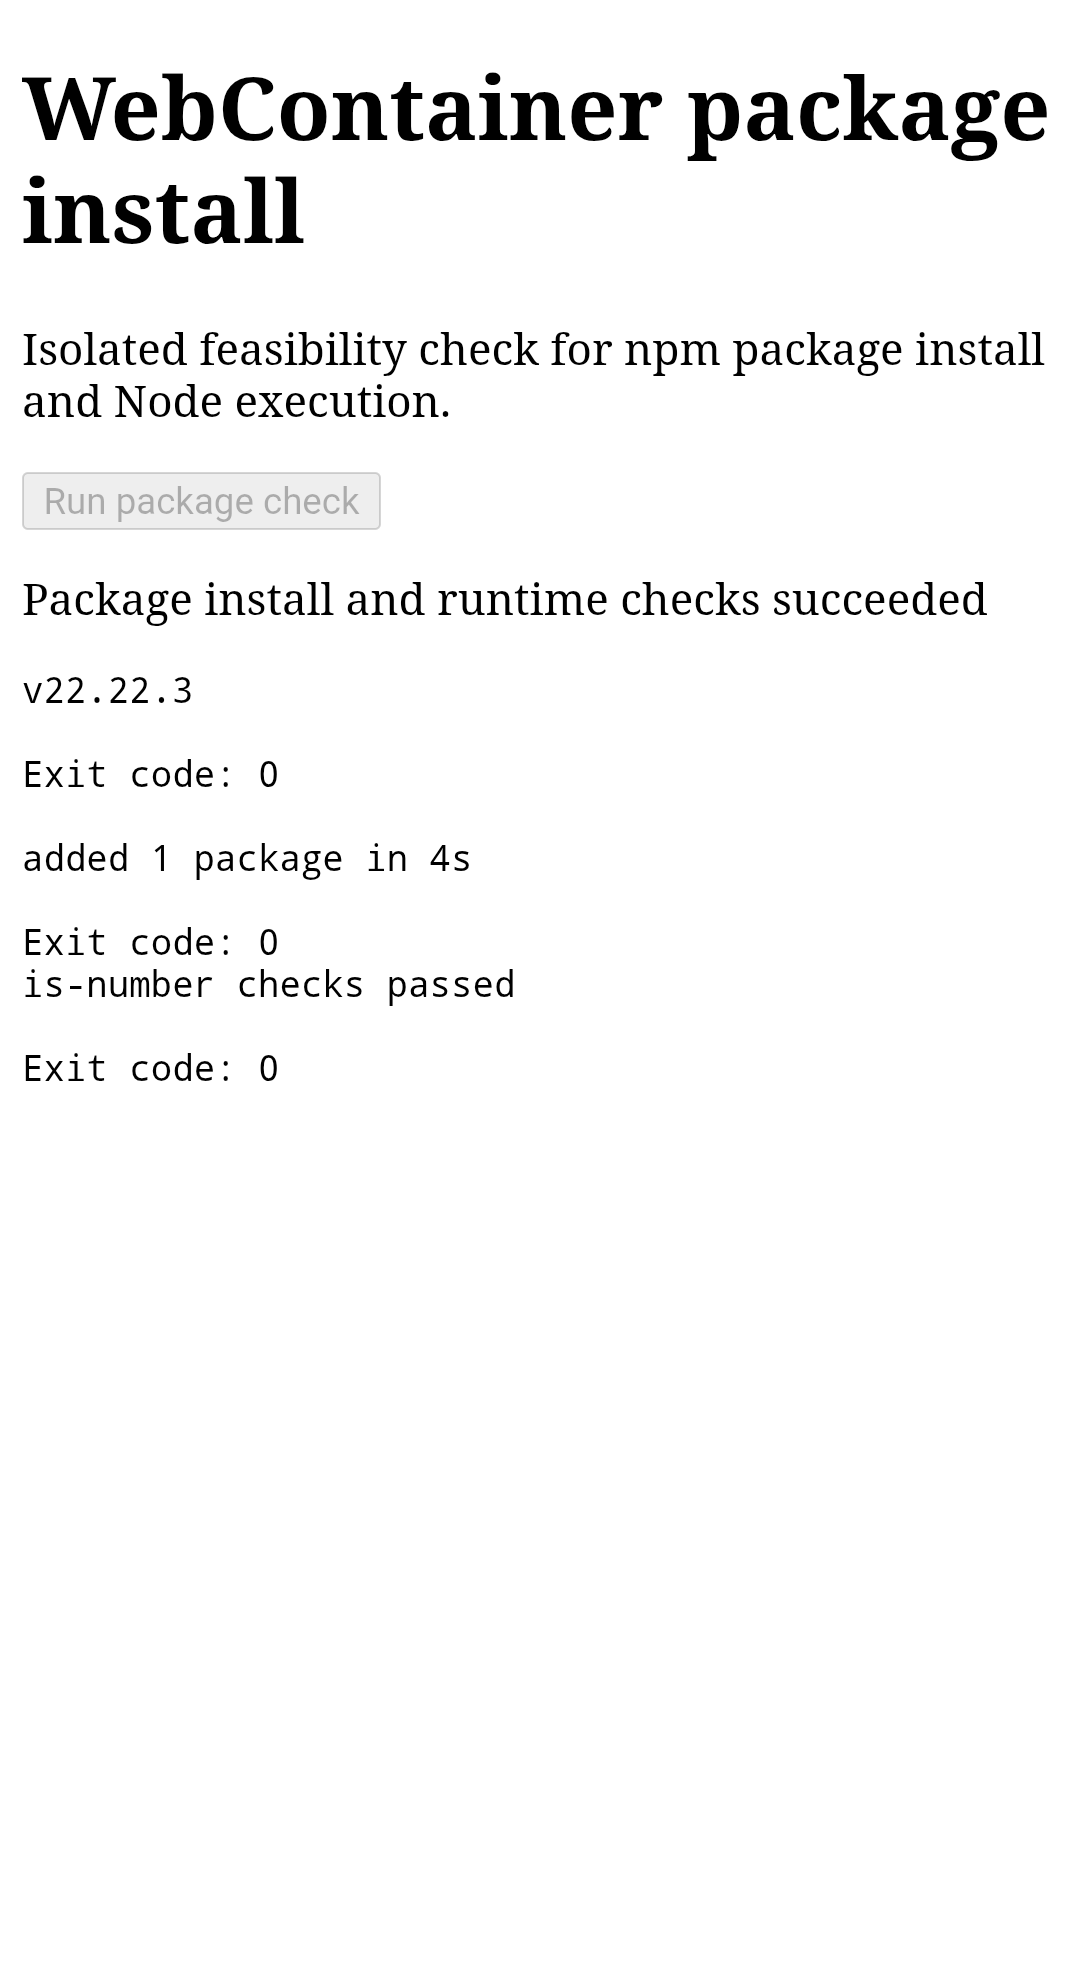 WebContainer package
install
Isolated feasibility check for npm package install
and Node execution.
Run package check
Package install and runtime checks succeeded
v22.22.3
Exit code: 0
added 1 package in 4s
Exit code: 0
is-number checks passed
Exit code: 0